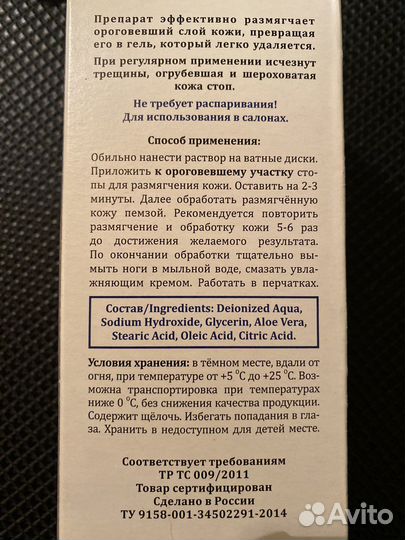 Препарат эффективно размягчает
ороговевший слой кожи, превращая
его в гель, который легко удаляется.
При регулярном применении исчезнут
трещины, огрубевшая и шероховатая
кожа стоп.
Не требует распаривания!
Для использования в салонах.
Способ применения:
Обильно нанести раствор на ватные диски.
Приложить к ороговевшему участку сто-
пы для размягчения кожи. Оставить на 2-3
минуты. Далее обработать размягчённую
кожу пемзой. Рекомендуется повторить
размягчение и обработку кожи 5-6 раз
до достижения желаемого результата.
По окончании обработки тщательно вы-
мыть ноги в мыльной воде, смазать увла-
жняющим кремом. Работать в перчатках.
Состав/Ingredients: Deionized Aqua,
Sodium Hydroxide, Glycerin, Aloe Vera,
Stearic Acid, Oleic Acid, Citric Acid.
Условия хранения: в тёмном месте, вдали от
огня, при температуре от +5 °C до +25 °C. Воз-
можна транспортировка при температурах
ниже 0 °C, без снижения качества продукции.
Содержит щёлочь. Избегать попадания в гла-
за. Хранить в недоступном для детей месте.
Соответствует требованиям
ТР ТС 009/2011
Товар сертифицирован
Сделано в России
ТУ 9158-001-34502291-2014
Avito